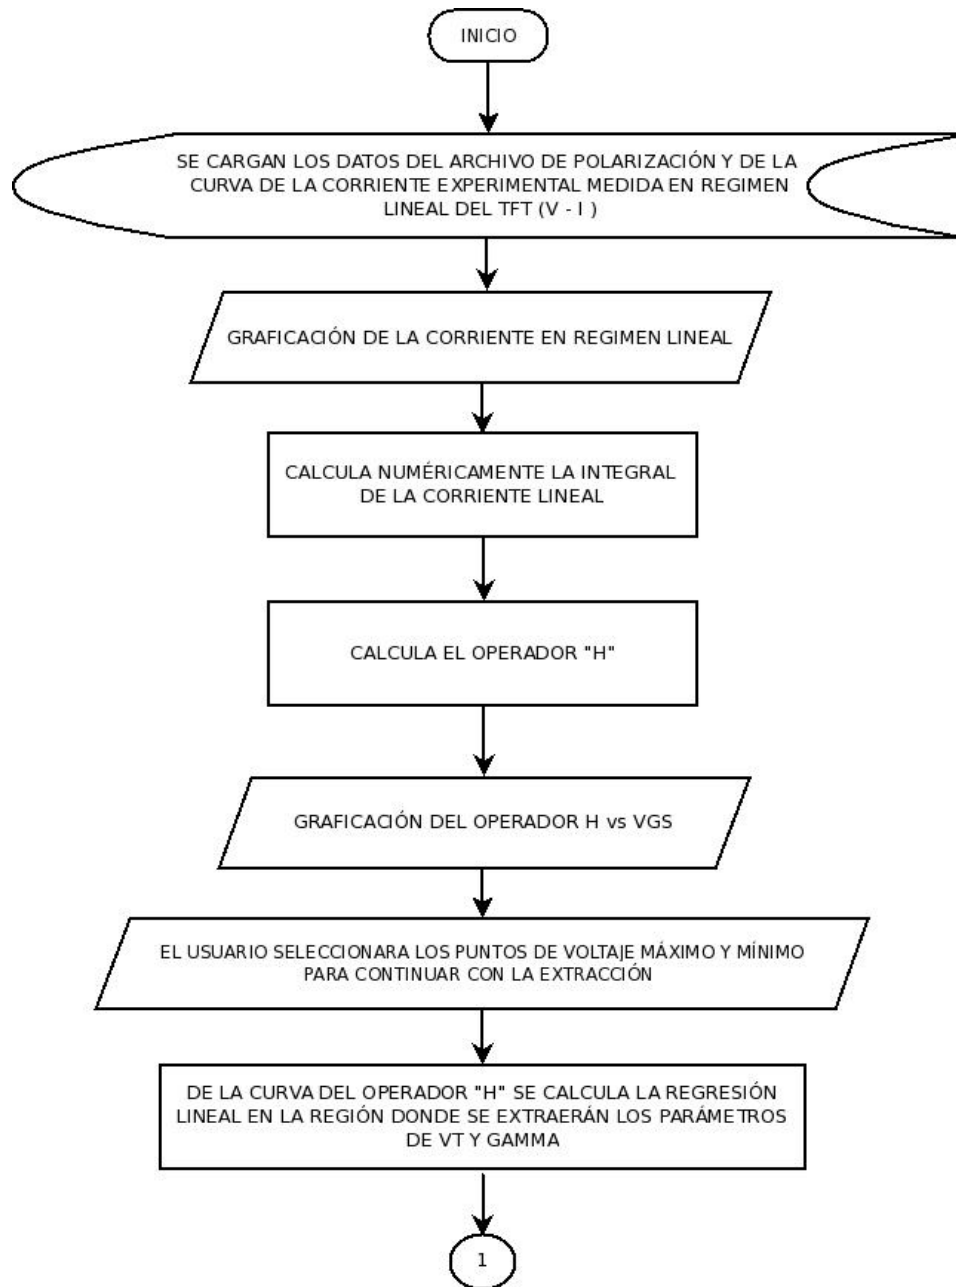 INICIO
SE CARGAN LOS DATOS DEL ARCHIVO DE POLARIZACIÓN Y DE LA
CURVA DE LA CORRIENTE EXPERIMENTAL MEDIDA EN REGIMEN
LINEAL DEL TFT (V - I )
GRAFICACIÓN DE LA CORRIENTE EN REGIMEN LINEAL
CALCULA NUMÉRICAMENTE LA INTEGRAL
DE LA CORRIENTE LINEAL
CALCULA EL OPERADOR "H"
GRAFICACIÓN DEL OPERADOR H vs VGS
EL USUARIO SELECCIONARA LOS PUNTOS DE VOLTAJE MÁXIMO Y MÍNIMO
PARA CONTINUAR CON LA EXTRACCIÓN
DE LA CURVA DEL OPERADOR "H" SE CALCULA LA REGRESIÓN
LINEAL EN LA REGIÓN DONDE SE EXTRAERÁN LOS PARÁMETROS
DE VT Y GAMMA
1